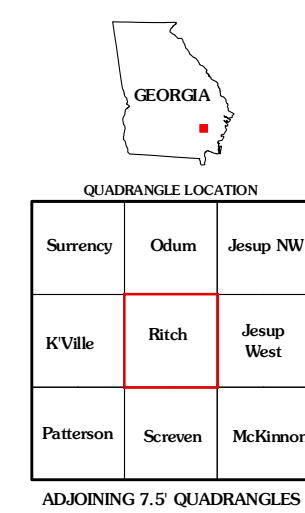 GEORGIA
QUADRANGLE LOCATION
Surrency Odum Jesup NW
K'Ville Ritch Jesup
West
Patterson Screven McKinnon
ADJOINING 7.5' QUADRANGLES